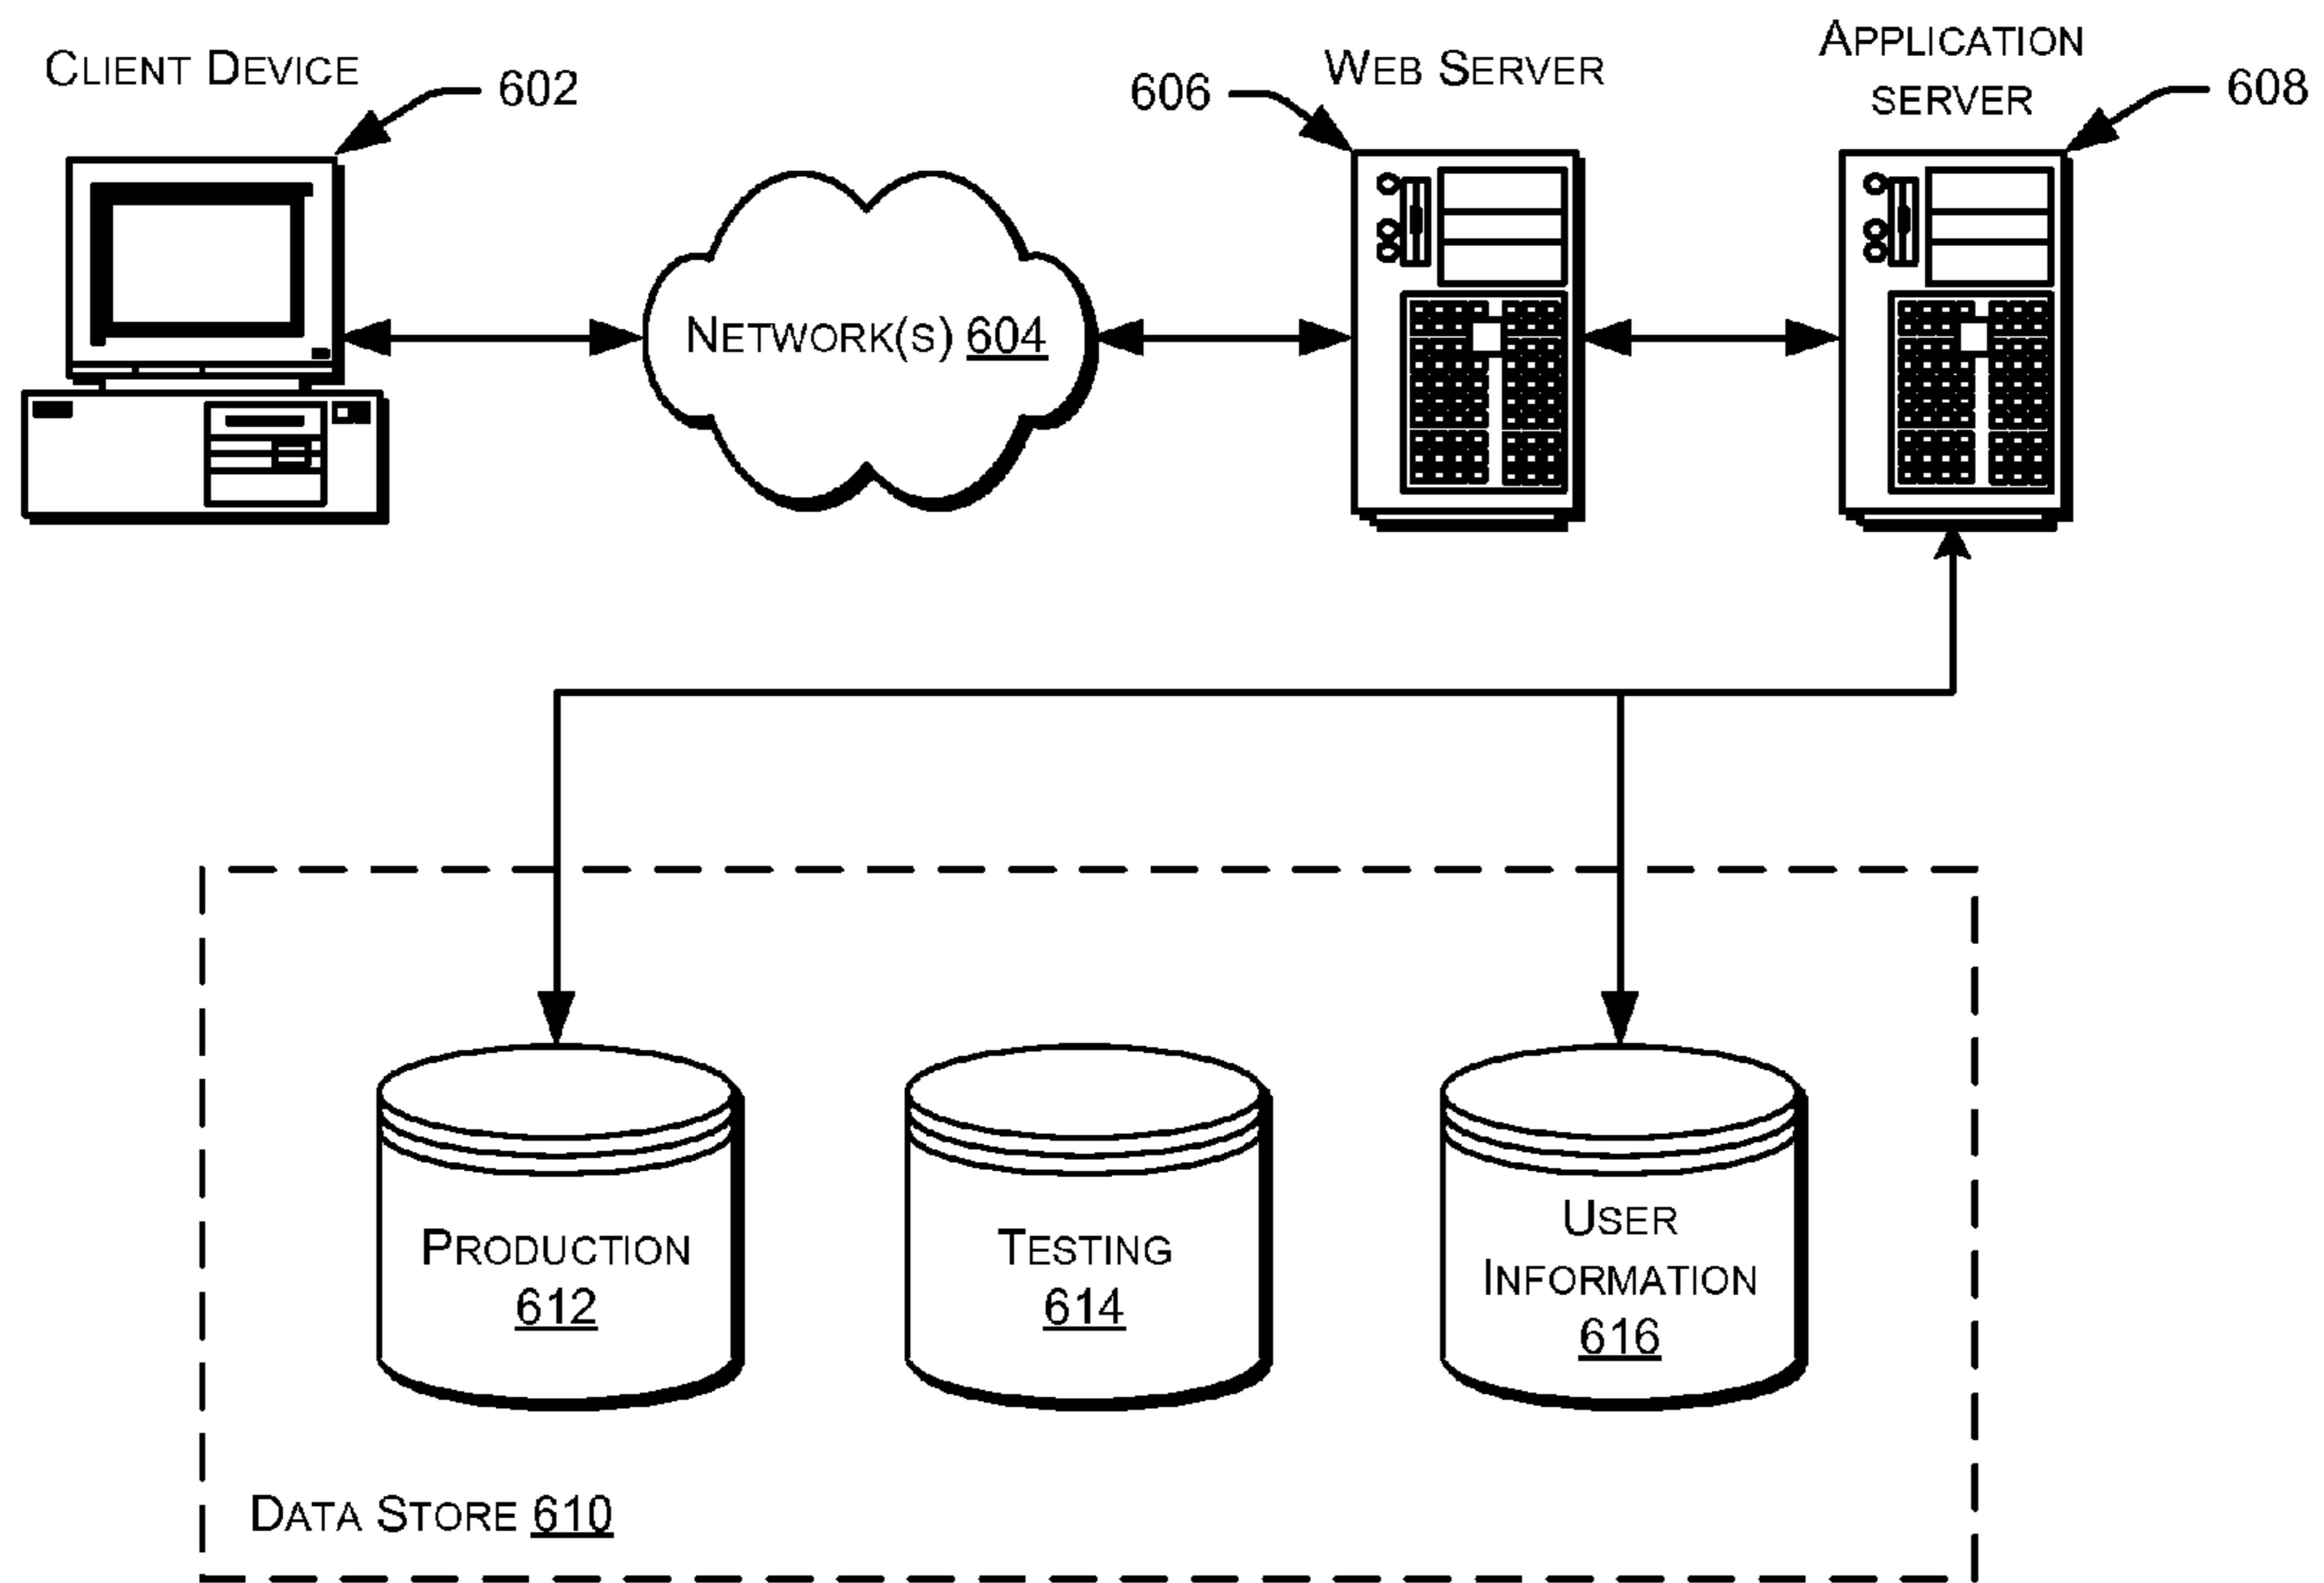 CLIENT DEVICE
602
606
WEB SERVER
APPLICATION
SERVER
608
NETWORK(S) 604
PRODUCTION
612
TESTING
614
USER
INFORMATION
616
DATA STORE 610